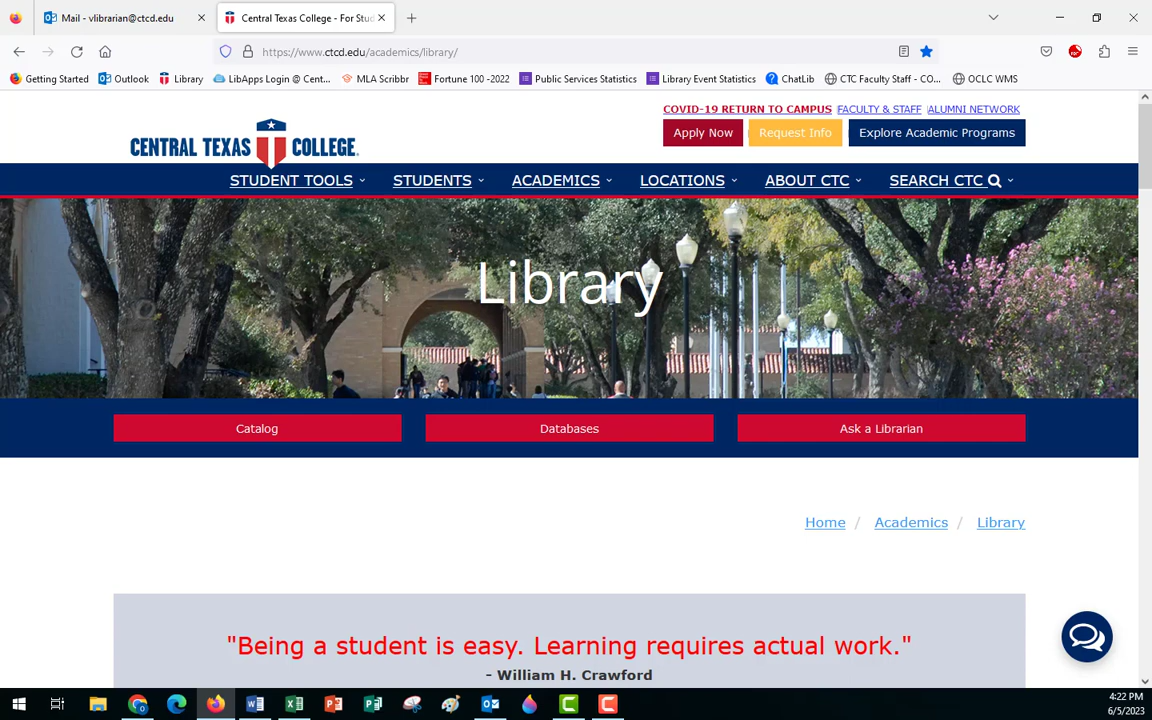 Mail - vlibrarian@ctcd.edu
Central Texas College - For Stud
https://www.ctcd.edu/academics/library/
Getting Started Outlook Library LibApps Login @ Cent... MLA Scribbr Fortune 100 -2022 Public Services Statistics Library Event Statistics ChatLib CTC Faculty Staff - CO... OCLC WMS
COVID-19 RETURN TO CAMPUS FACULTY & STAFF ALUMNI NETWORK
CENTRAL TEXAS COLLEGE
Apply Now Request Info Explore Academic Programs
STUDENT TOOLS STUDENTS ACADEMICS LOCATIONS ABOUT CTC SEARCH CTC
Library
Catalog Databases Ask a Librarian
Home / Academics / Library
"Being a student is easy. Learning requires actual work."
- William H. Crawford
4:22 PM
6/5/2023